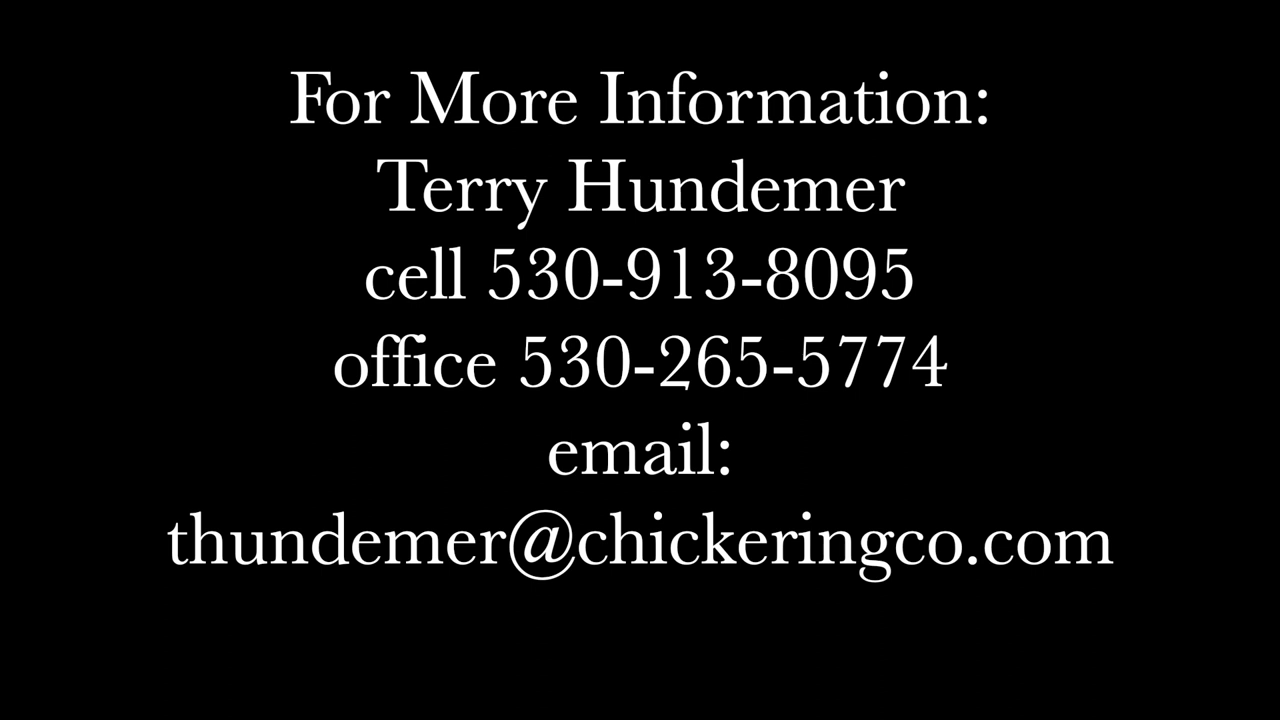 For More Information:
Terry Hundemer
cell 530-913-8095
office 530-265-5774
email:
thundemer@chickeringco.com